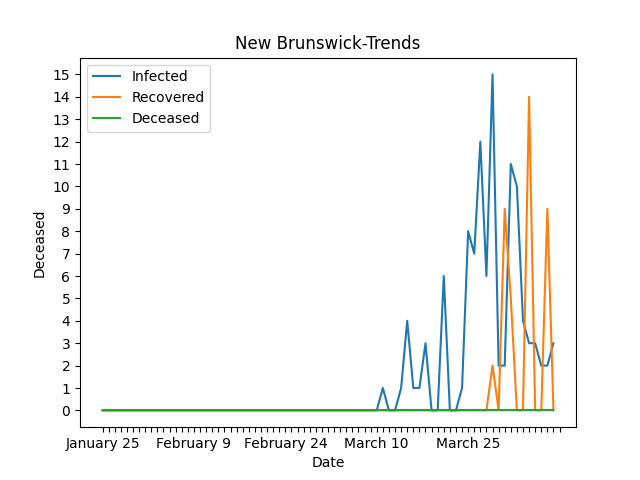 New Brunswick-Trends
Infected
Recovered
Deceased
15
14
13
12
11
10
9
8
7
6
5
4
3
2
1
0
Deceased
January 25 February 9 February 24 March 10 March 25
Date